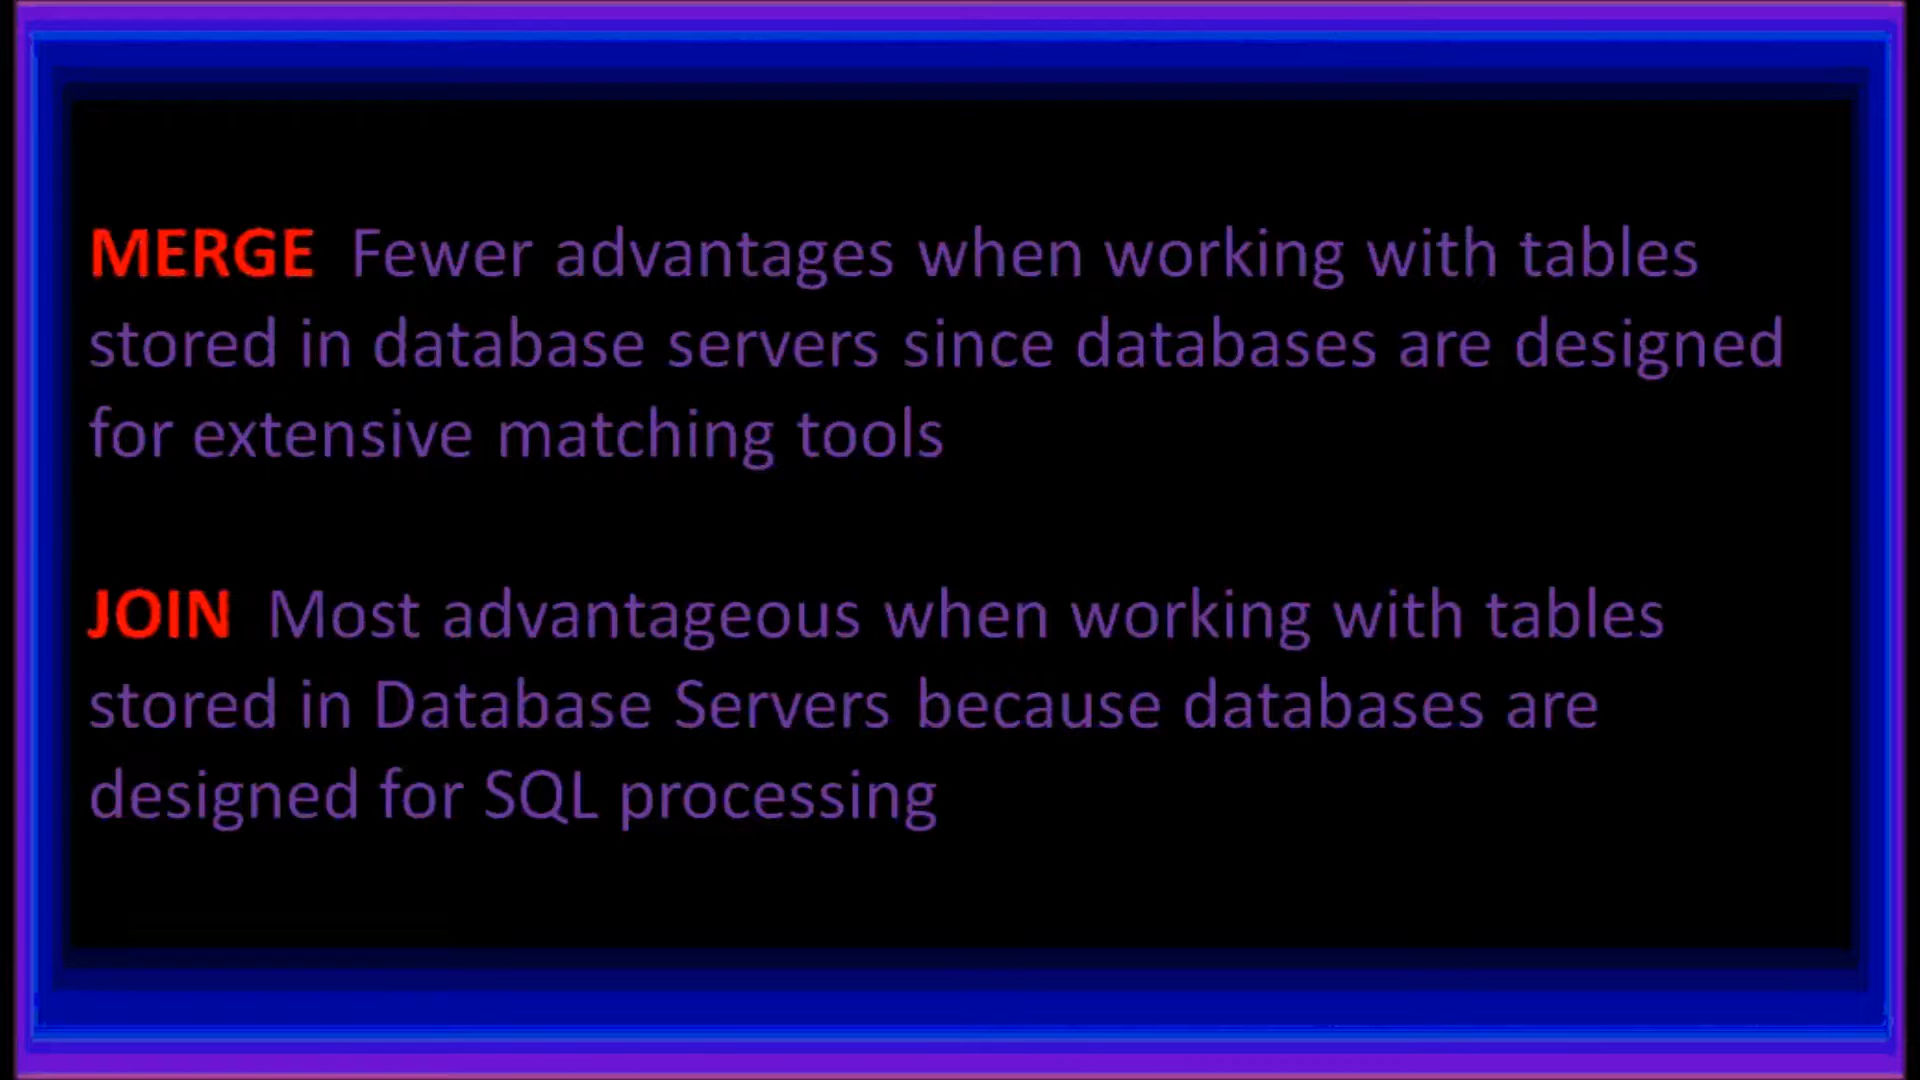 MERGE Fewer advantages when working with tables
stored in database servers since databases are designed
for extensive matching tools
JOIN Most advantageous when working with tables
stored in Database Servers because databases are
designed for SQL processing